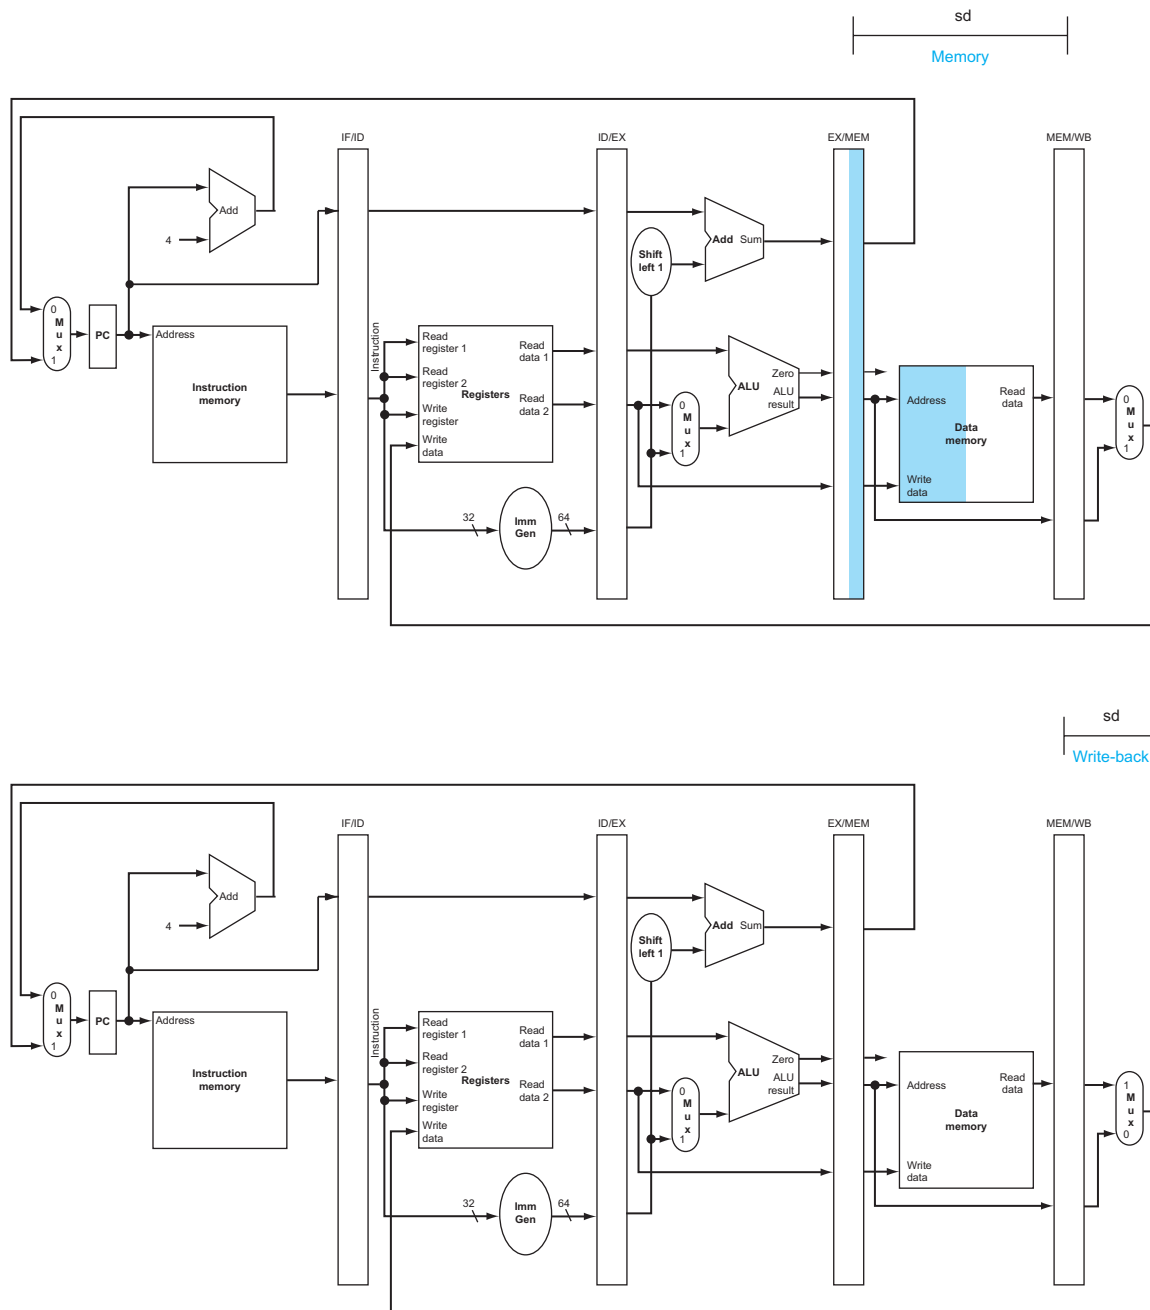 sd
Memory
IF/ID
ID/EX
EX/MEM
MEM/WB
Add
4
Add Sum
Shift
left 1
0
M
u
x
1
PC
Address
Instruction
memory
Instruction
Read
register 1
Read
register 2
Write
register
Write
data
Registers
Read
data 1
Read
data 2
0
M
u
x
1
Zero
ALU
ALU
result
Address
Read
data
Data
memory
Write
data
0
M
u
x
1
32
Imm
Gen
64
sd
Write-back
IF/ID
ID/EX
EX/MEM
MEM/WB
Add
4
Add Sum
Shift
left 1
0
M
u
x
1
PC
Address
Instruction
memory
Instruction
Read
register 1
Read
register 2
Write
register
Write
data
Registers
Read
data 1
Read
data 2
0
M
u
x
1
Zero
ALU
ALU
result
Address
Read
data
Data
memory
Write
data
1
M
u
x
0
32
Imm
Gen
64